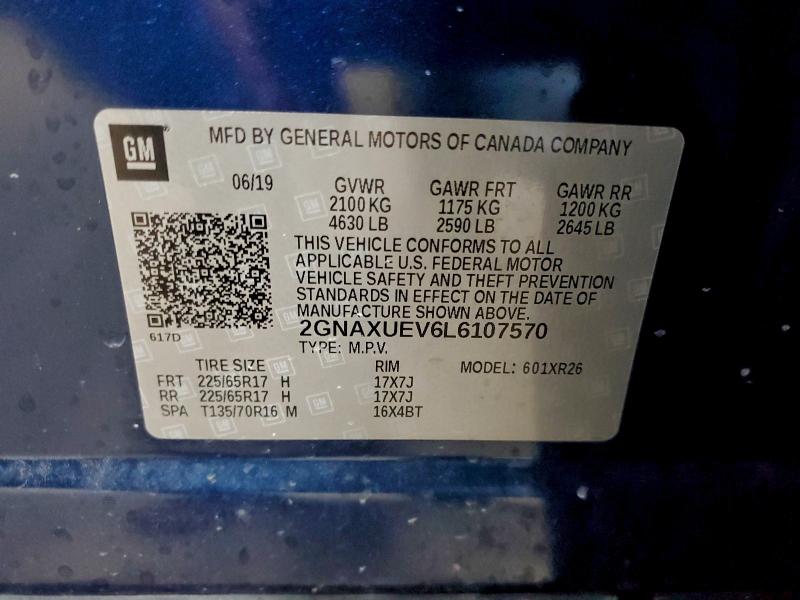 GM
MFD BY GENERAL MOTORS OF CANADA COMPANY
06/19 GVWR GAWR FRT GAWR RR
2100 KG 1175 KG 1200 KG
4630 LB 2590 LB 2645 LB
THIS VEHICLE CONFORMS TO ALL
APPLICABLE U.S. FEDERAL MOTOR
VEHICLE SAFETY AND THEFT PREVENTION
STANDARDS IN EFFECT ON THE DATE OF
MANUFACTURE SHOWN ABOVE.
2GNAXUEV6L6107570
617D
TYPE: M.P.V.
TIRE SIZE RIM MODEL: 601XR26
FRT 225/65R17 H 17X7J
RR 225/65R17 H 17X7J
SPA T135/70R16 M 16X4BT